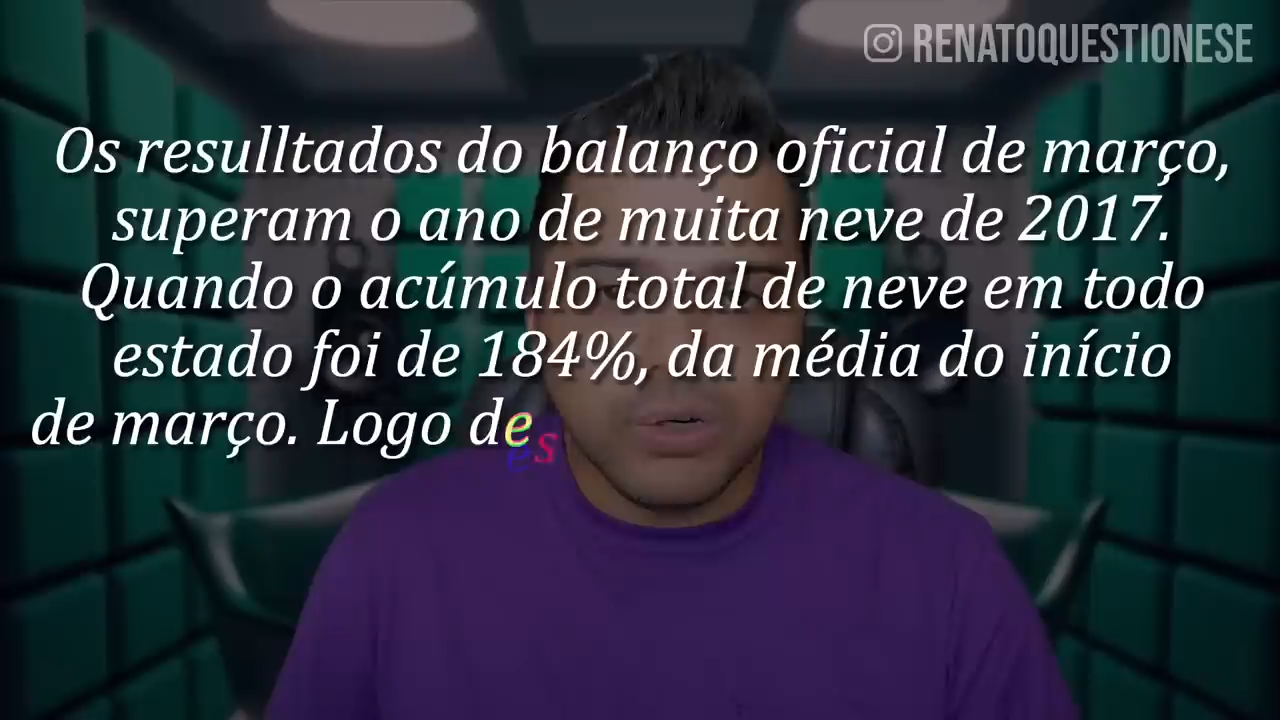 RENATOQUESTIONESE
Os resulltados do balanço oficial de março,
superam o ano de muita neve de 2017.
Quando o acúmulo total de neve em todo
estado foi de 184%, da média do início
de março. Logo des